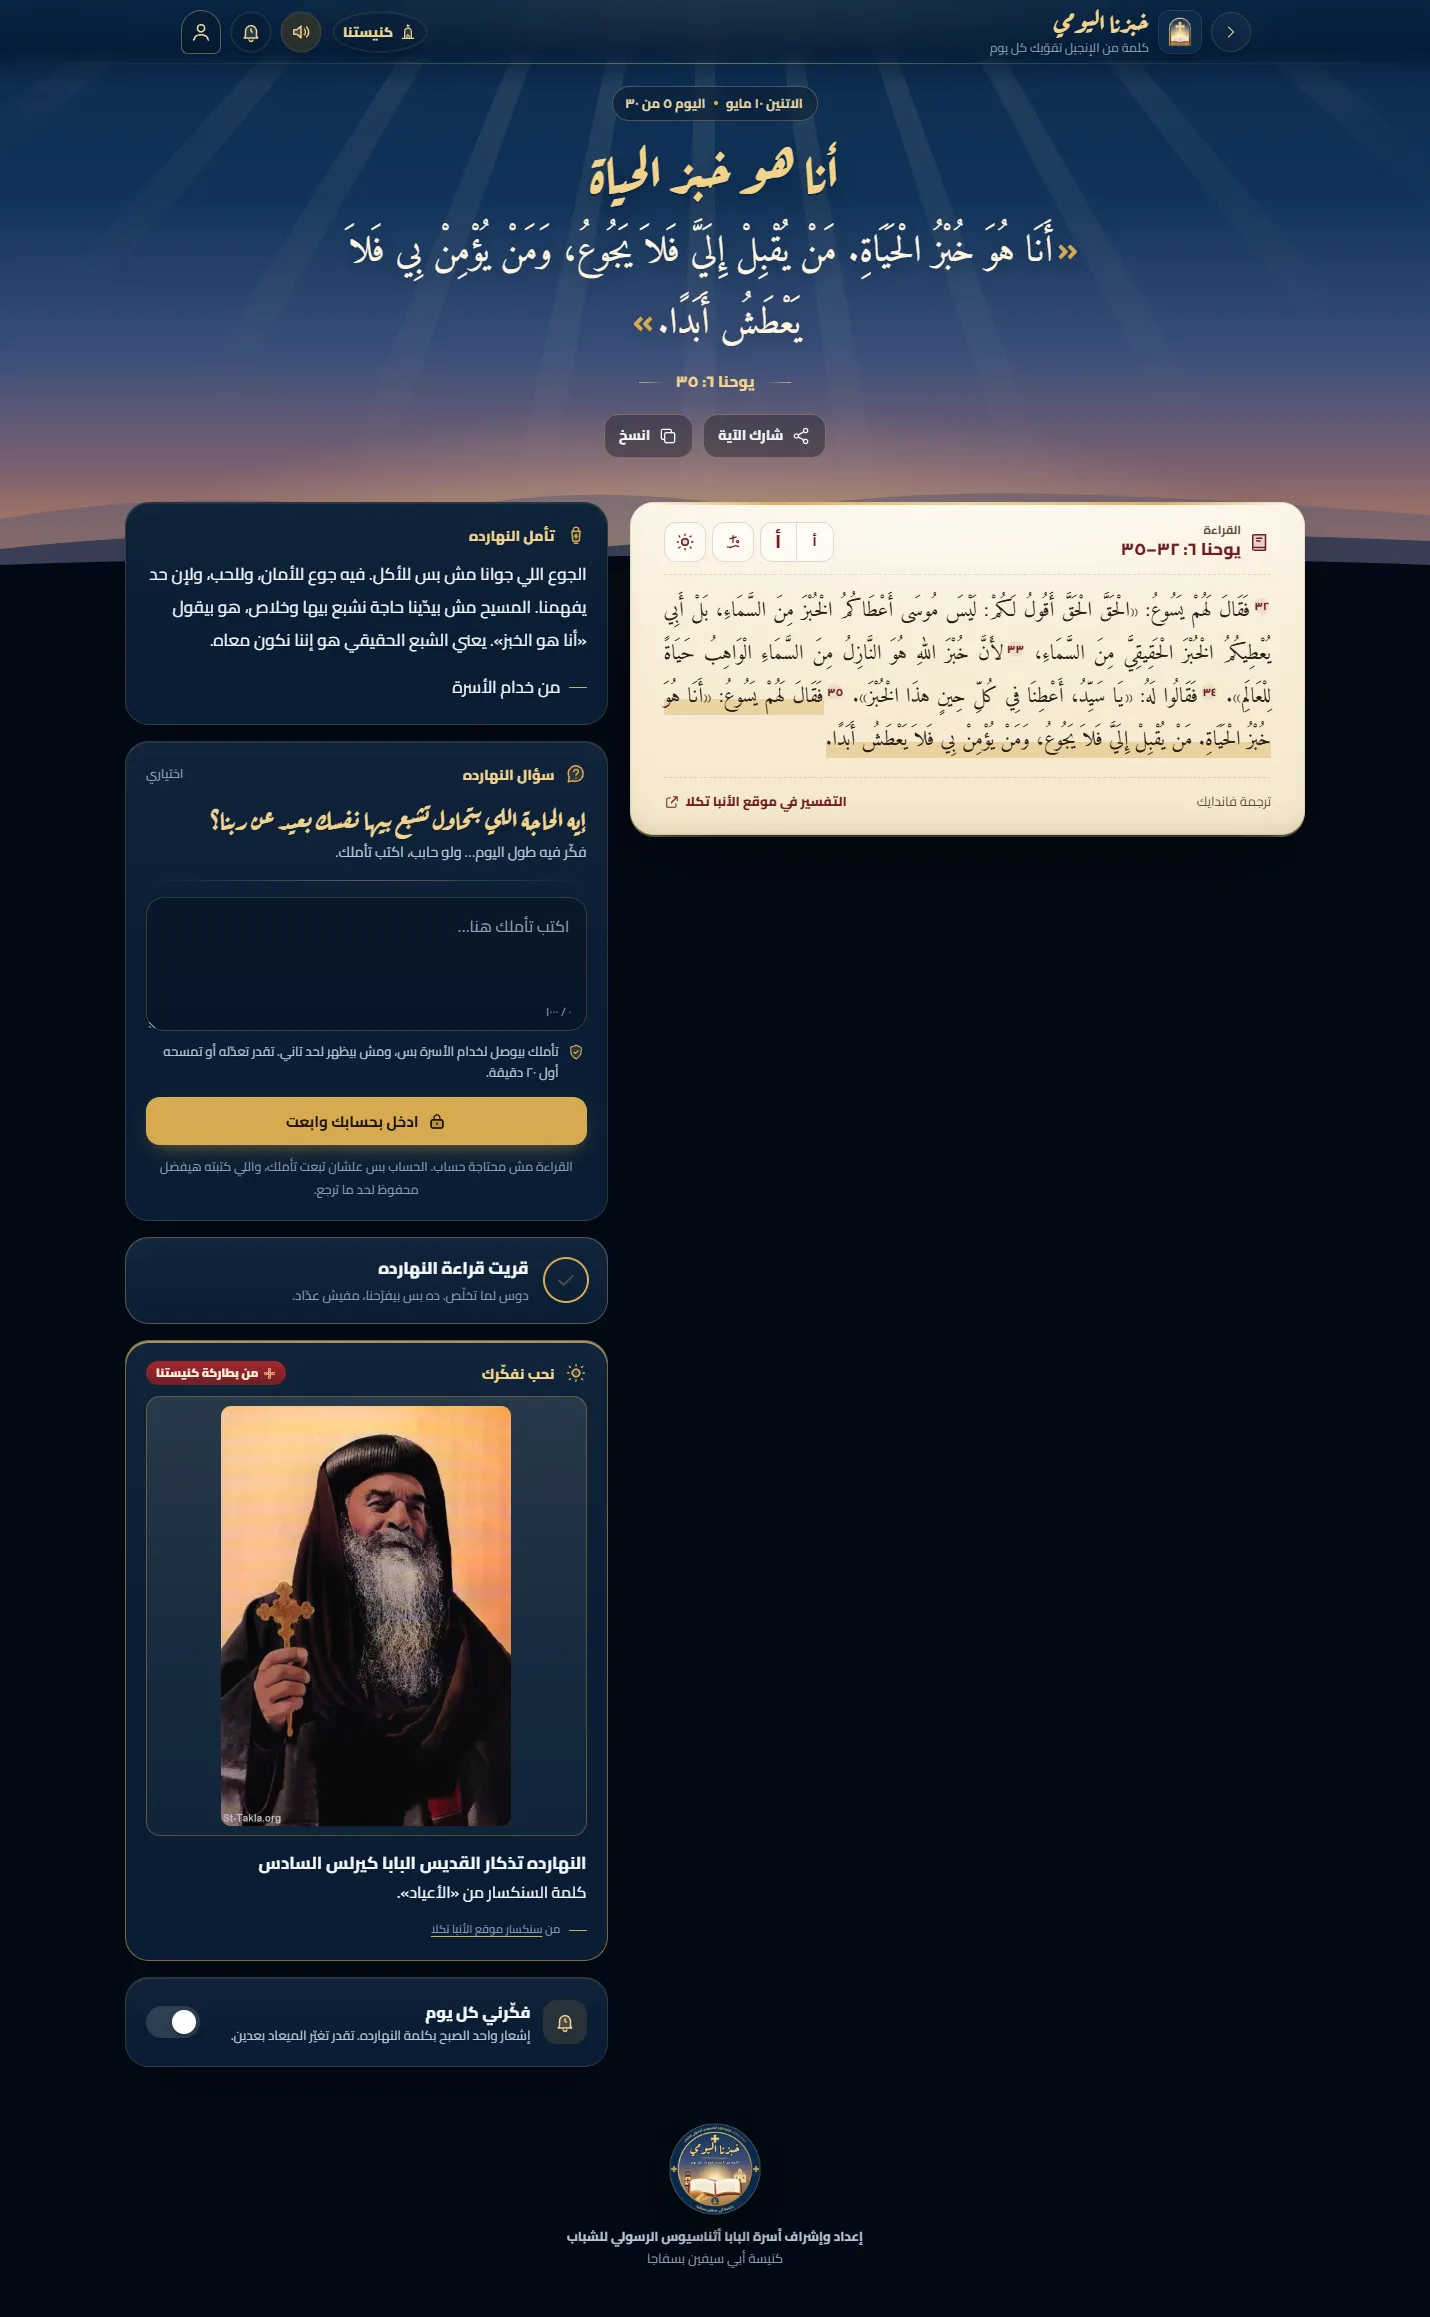 خبزنا اليومي
كلمة من الإنجيل تقوّيك كل يوم
كنيستنا
الاثنين ١٠ مايو • اليوم ٥ من ٣٠
أنا هو خبز الحياة
«أَنَا هُوَ خُبْزُ الْحَيَاةِ. مَنْ يُقْبِلْ إِلَيَّ فَلاَ يَجُوعُ، وَمَنْ يُؤْمِنْ بِي فَلاَ
يَعْطَشُ أَبَدًا.»
يوحنا ٦: ٣٥
شارك الآية
انسخ
القراءة
يوحنا ٦: ٣٢–٣٥
أ
أ
٣٢ فَقَالَ لَهُمْ يَسُوعُ: «الْحَقَّ الْحَقَّ أَقُولُ لَكُمْ: لَيْسَ مُوسَى أَعْطَاكُمُ الْخُبْزَ مِنَ السَّمَاءِ، بَلْ أَبِي
يُعْطِيكُمُ الْخُبْزَ الْحَقِيقِيَّ مِنَ السَّمَاءِ، ٣٣ لأَنَّ خُبْزَ اللهِ هُوَ النَّازِلُ مِنَ السَّمَاءِ الْوَاهِبُ حَيَاةً
لِلْعَالَمِ». ٣٤ فَقَالُوا لَهُ: «يَا سَيِّدُ، أَعْطِنَا فِي كُلِّ حِينٍ هذَا الْخُبْزَ». ٣٥ فَقَالَ لَهُمْ يَسُوعُ: «أَنَا هُوَ
خُبْزُ الْحَيَاةِ. مَنْ يُقْبِلْ إِلَيَّ فَلاَ يَجُوعُ، وَمَنْ يُؤْمِنْ بِي فَلاَ يَعْطَشُ أَبَدًا.
ترجمة فاندايك
التفسير في موقع الأنبا تكلا
تأمل النهارده
الجوع اللي جوانا مش بس للأكل. فيه جوع للأمان، وللحب، ولإن حد
يفهمنا. المسيح مش بيدّينا حاجة نشبع بيها وخلاص، هو بيقول
«أنا هو الخبز». يعني الشبع الحقيقي هو إننا نكون معاه.
من خدام الأسرة
سؤال النهارده
اختياري
إيه الحاجة اللي بتحاول تشبع بيها نفسك بعيد عن ربنا؟
فكّر فيه طول اليوم... ولو حابب، اكتب تأملك.
اكتب تأملك هنا...
٠ / ١٠٠٠
تأملك بيوصل لخدام الأسرة بس، ومش بيظهر لحد تاني. تقدر تعدّله أو تمسحه
أول ٢٠ دقيقة.
ادخل بحسابك وابعت
القراءة مش محتاجة حساب. الحساب بس علشان تبعت تأملك، واللي كتبته هيفضل
محفوظ لحد ما ترجع.
قريت قراءة النهارده
دوس لما تخلّص. ده بس بيفرّحنا، مفيش عدّاد.
نحب نفكّرك
من بطاركة كنيستنا
St-Takla.org
النهارده تذكار القديس البابا كيرلس السادس
كلمة السنكسار من «الأعياد».
من سنكسار موقع الأنبا تكلا
فكّرني كل يوم
إشعار واحد الصبح بكلمة النهارده. تقدر تغيّر الميعاد بعدين.
خبزنا اليومي
إعداد وإشراف أسرة البابا أثناسيوس الرسولي للشباب
كنيسة أبي سيفين بسفاجا